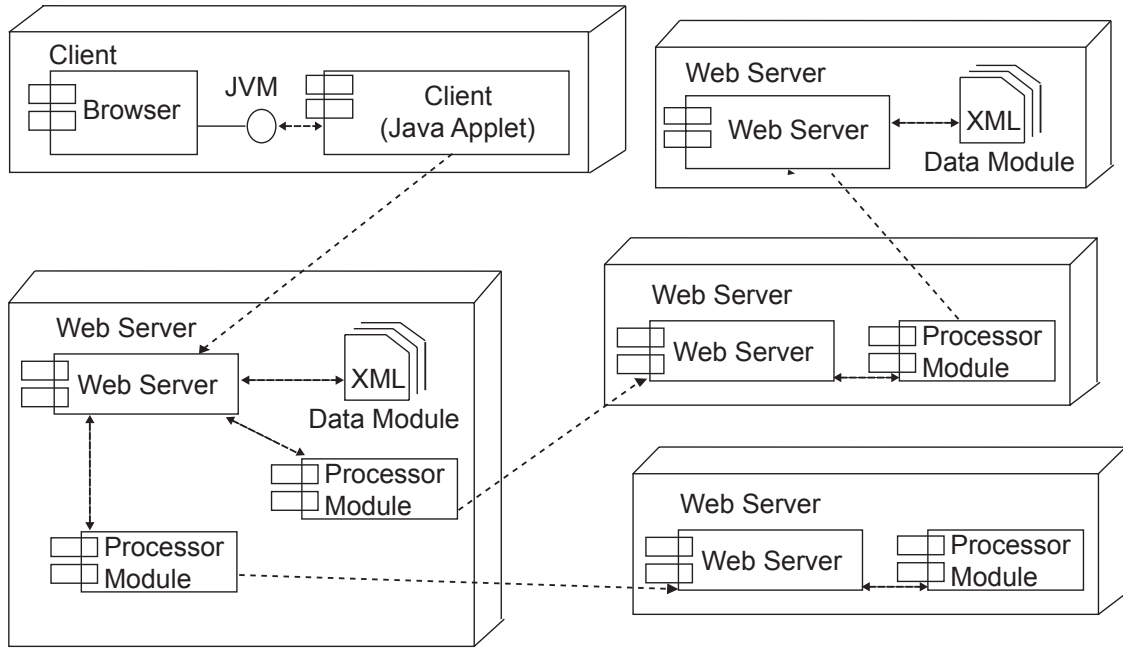 Client
Browser
JVM
Client
(Java Applet)
Web Server
Web Server
XML
Data Module
Web Server
Web Server
XML
Data Module
Processor
Module
Processor
Module
Web Server
Web Server
Processor
Module
Web Server
Web Server
Processor
Module